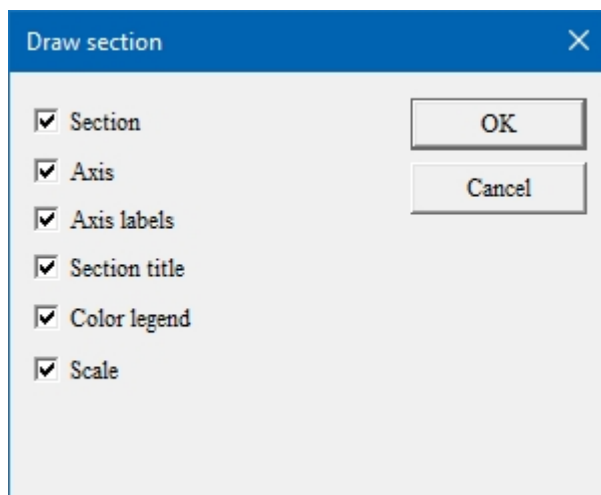 Draw section
Section
OK
Axis
Cancel
Axis labels
Section title
Color legend
Scale